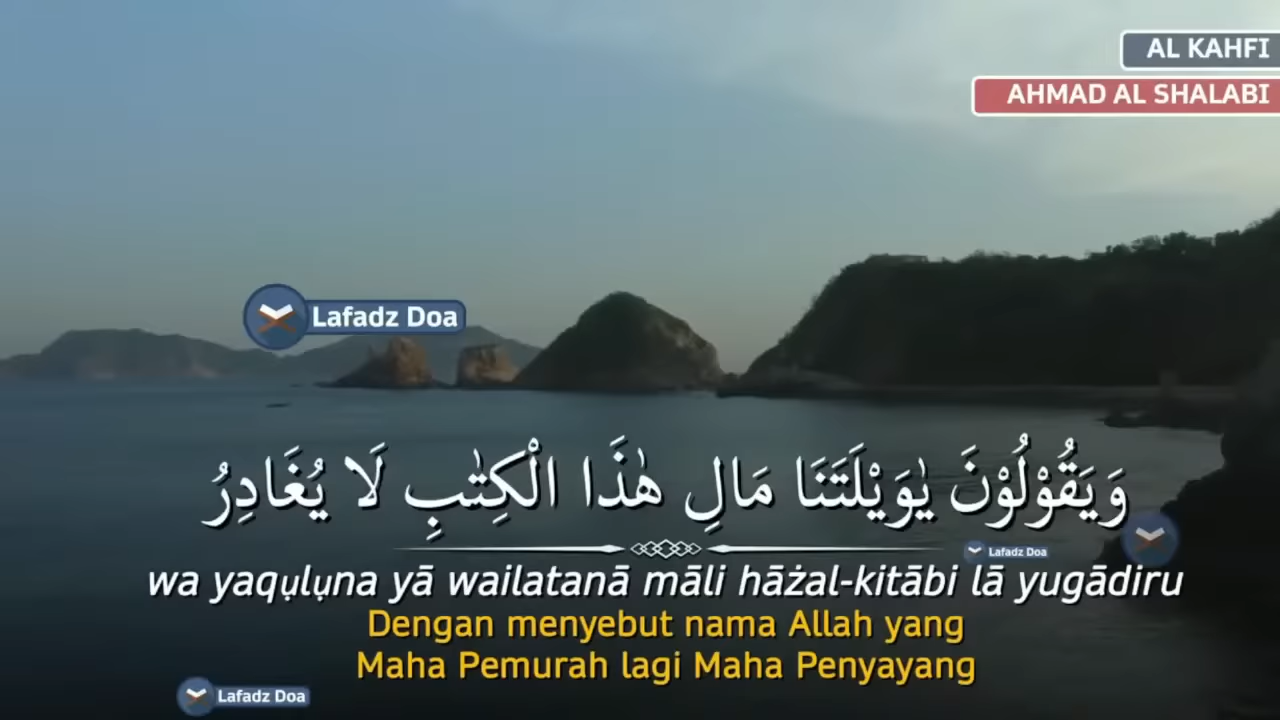 AL KAHFI
AHMAD AL SHALABI
Lafadz Doa
وَيَقُوْلُوْنَ يٰوَيْلَتَنَا مَالِ هٰذَا الْكِتٰبِ لَا يُغَادِرُ
Lafadz Doa
wa yaqụlụna yā wailatanā māli hāżal-kitābi lā yugādiru
Dengan menyebut nama Allah yang
Maha Pemurah lagi Maha Penyayang
Lafadz Doa